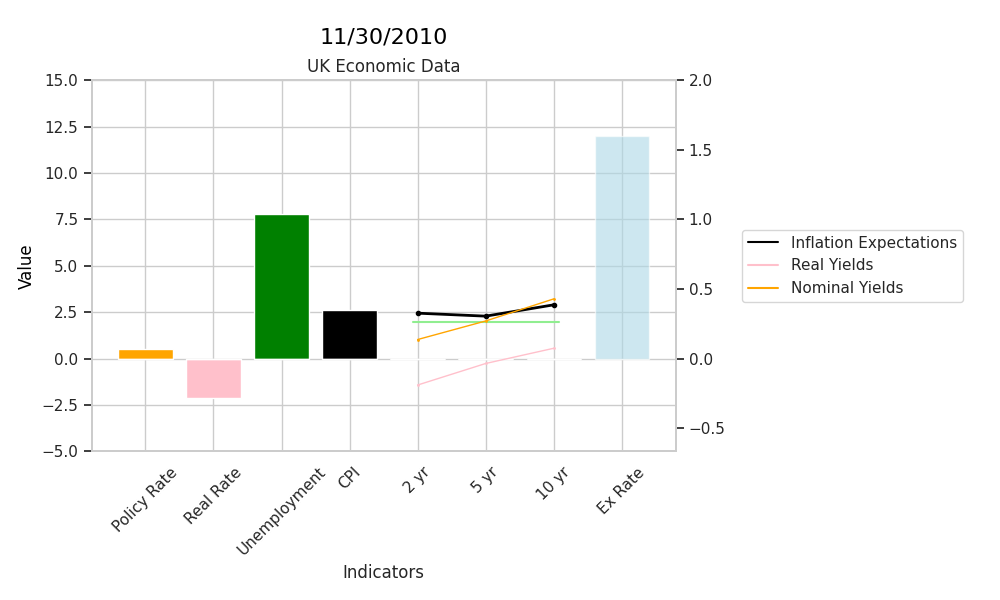 11/30/2010
UK Economic Data
15.0
12.5
10.0
7.5
5.0
2.5
0.0
−2.5
−5.0
Value
2.0
1.5
1.0
0.5
0.0
−0.5
Inflation Expectations
Real Yields
Nominal Yields
Policy Rate
Real Rate
Unemployment
CPI
2 yr
5 yr
10 yr
Ex Rate
Indicators